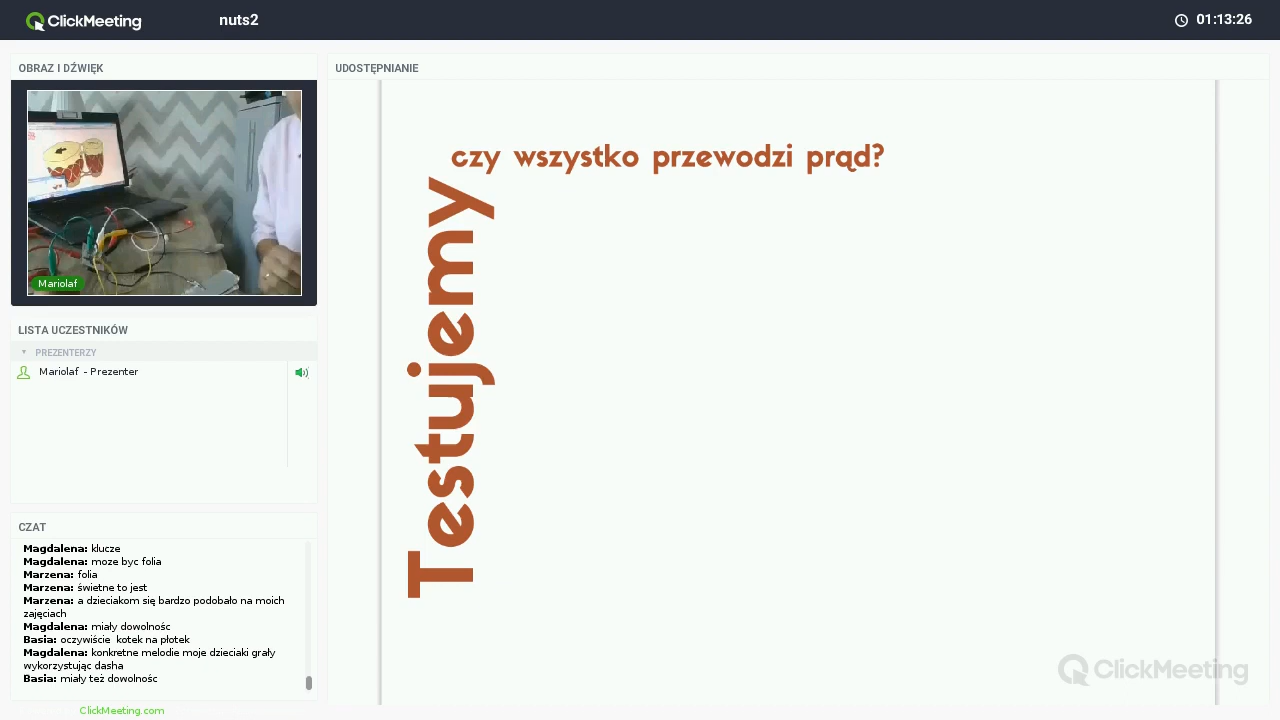 ClickMeeting
nuts2
01:13:26
OBRAZ I DŹWIĘK
Mariolaf
LISTA UCZESTNIKÓW
PREZENTERZY
Mariolaf - Prezenter
CZAT
Magdalena: klucze
Magdalena: moze byc folia
Marzena: folia
Marzena: świetne to jest
Marzena: a dzieciakom się bardzo podobało na moich
zajęciach
Magdalena: miały dowolnośc
Basia: oczywiście kotek na płotek
Magdalena: konkretne melodie moje dzieciaki grały
wykorzystując dasha
Basia: miały też dowolnośc
ClickMeeting.com
UDOSTĘPNIANIE
czy wszystko przewodzi prąd?
Testujemy
ClickMeeting